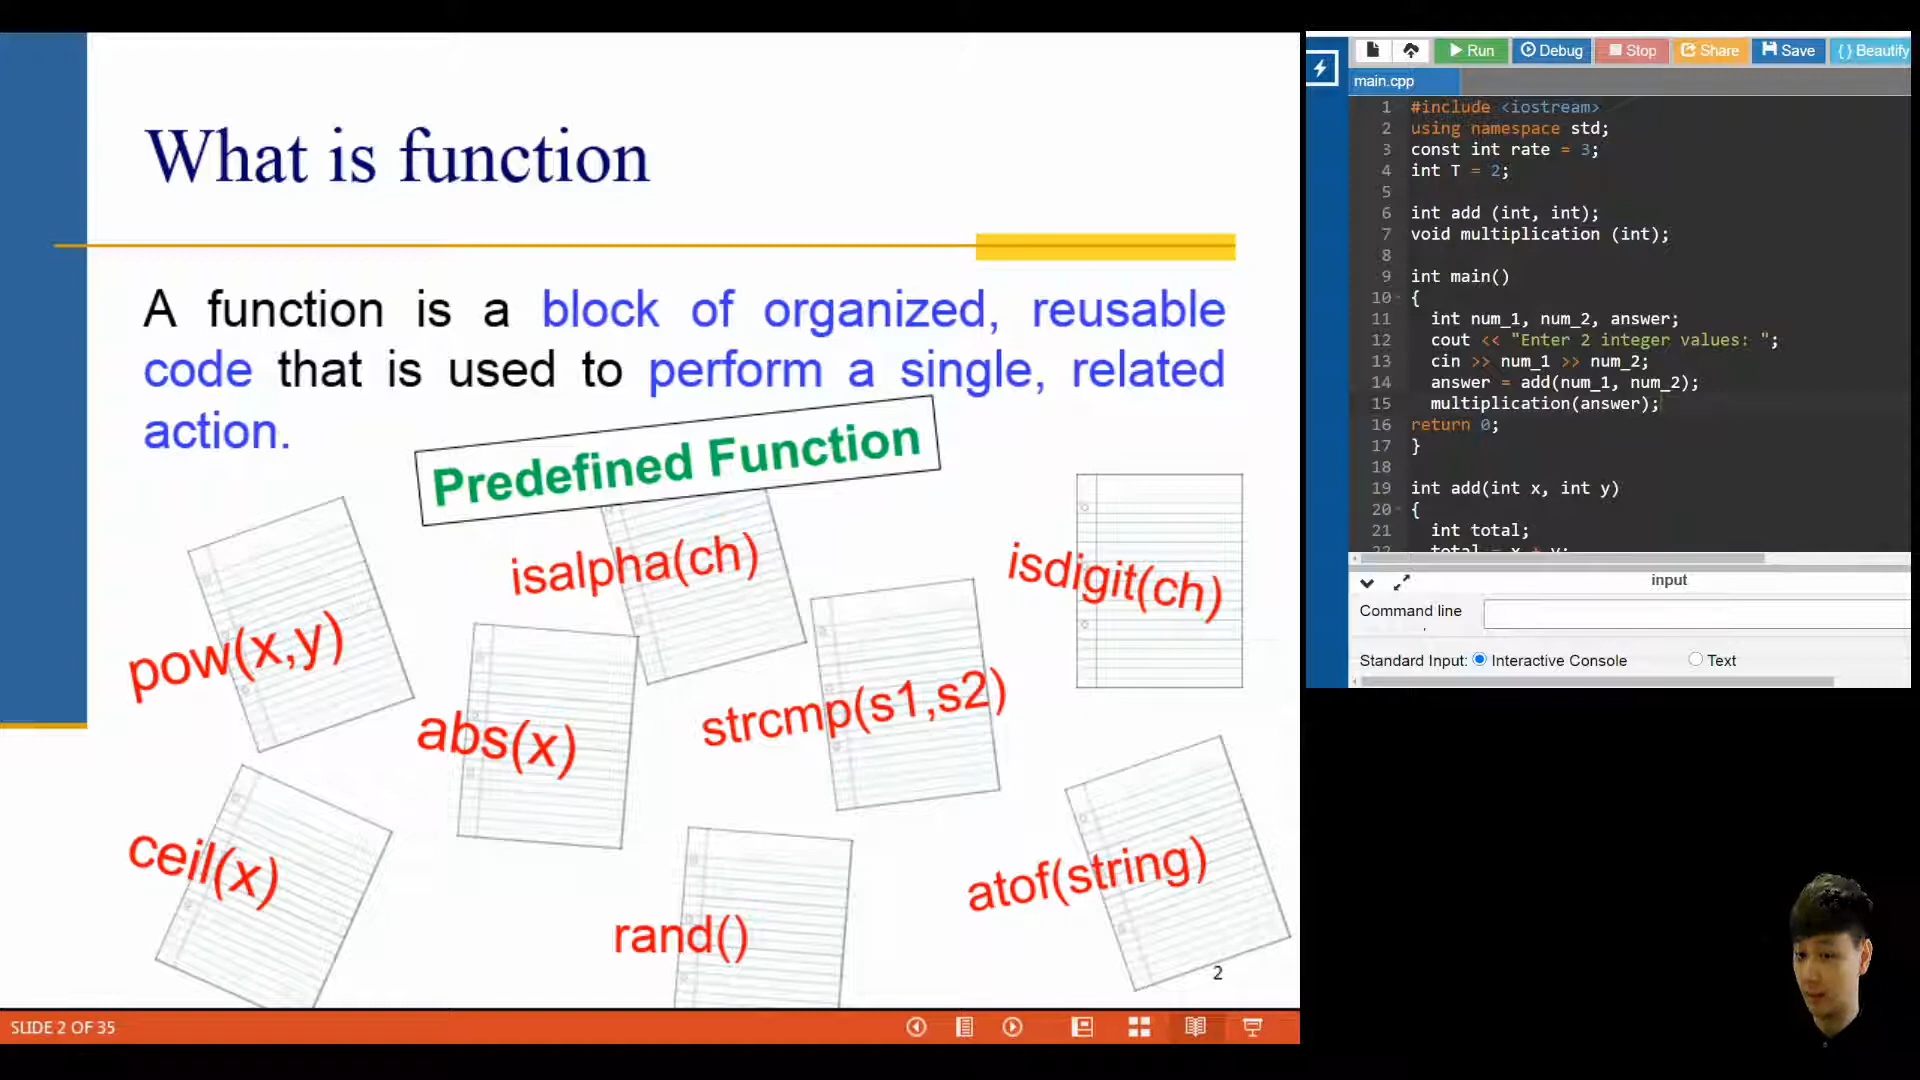 What is function
A function is a block of organized, reusable
code that is used to perform a single, related
action.
Predefined Function
isalpha(ch)
isdigit(ch)
pow(x,y)
abs(x)
strcmp(s1,s2)
ceil(x)
atof(string)
rand()
2
SLIDE 2 OF 35
Run Debug Stop Share Save {} Beautify
main.cpp
1 #include <iostream>
2 using namespace std;
3 const int rate = 3;
4 int T = 2;
5
6 int add (int, int);
7 void multiplication (int);
8
9 int main()
10 {
11 int num_1, num_2, answer;
12 cout << "Enter 2 integer values: ";
13 cin >> num_1 >> num_2;
14 answer = add(num_1, num_2);
15 multiplication(answer);
16 return 0;
17 }
18
19 int add(int x, int y)
20 {
21 int total;
22 total = x + y;
input
Command line
Standard Input: Interactive Console Text